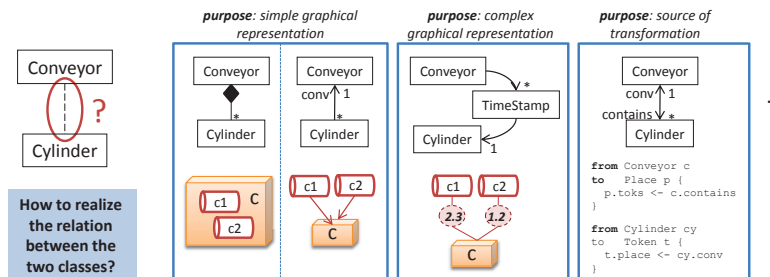 purpose: simple graphical
representation
purpose: complex
graphical representation
purpose: source of
transformation
Conveyor
?
Cylinder
How to realize
the relation
between the
two classes?
Conveyor
*
Cylinder
c1
C
c2
Conveyor
conv 1
*
Cylinder
c1
c2
C
Conveyor
*
TimeStamp
Cylinder
1
c1
c2
2.3
1.2
C
Conveyor
conv 1
contains *
Cylinder
from Conveyor c
to Place p {
p.toks <- c.contains
}
from Cylinder cy
to Token t {
t.place <- cy.conv
}
.